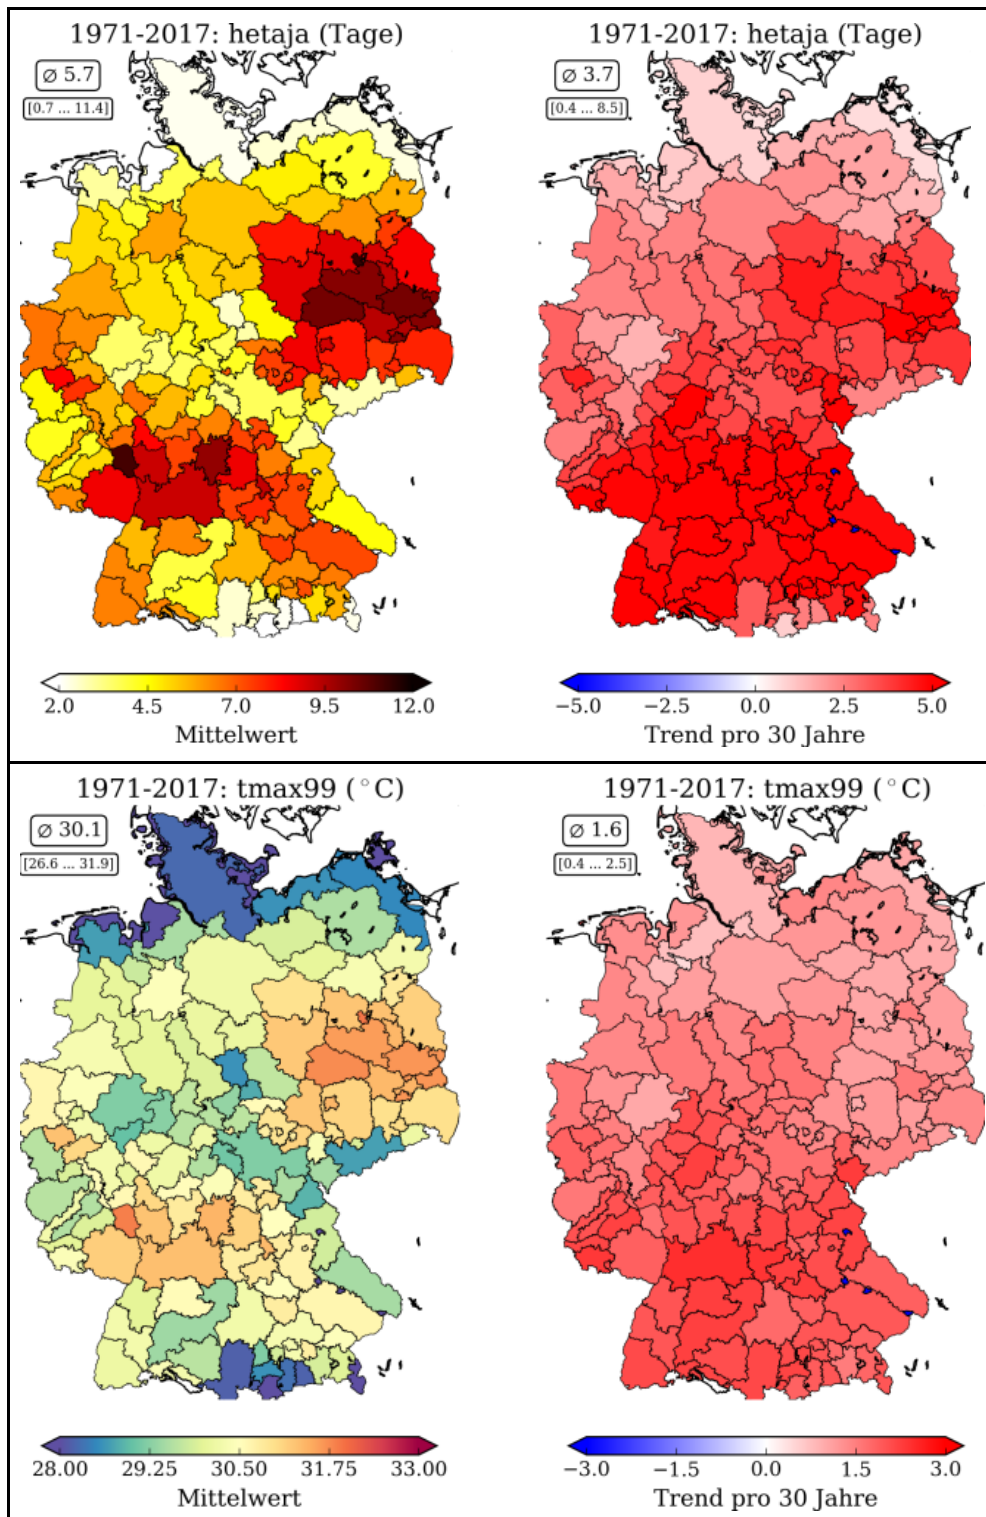 1971-2017: hetaja (Tage)
∅ 5.7
[0.7 ... 11.4]
2.0 4.5 7.0 9.5 12.0
Mittelwert
1971-2017: hetaja (Tage)
∅ 3.7
[0.4 ... 8.5]
−5.0 −2.5 0.0 2.5 5.0
Trend pro 30 Jahre
1971-2017: tmax99 (°C)
∅ 30.1
[26.6 ... 31.9]
28.00 29.25 30.50 31.75 33.00
Mittelwert
1971-2017: tmax99 (°C)
∅ 1.6
[0.4 ... 2.5]
−3.0 −1.5 0.0 1.5 3.0
Trend pro 30 Jahre